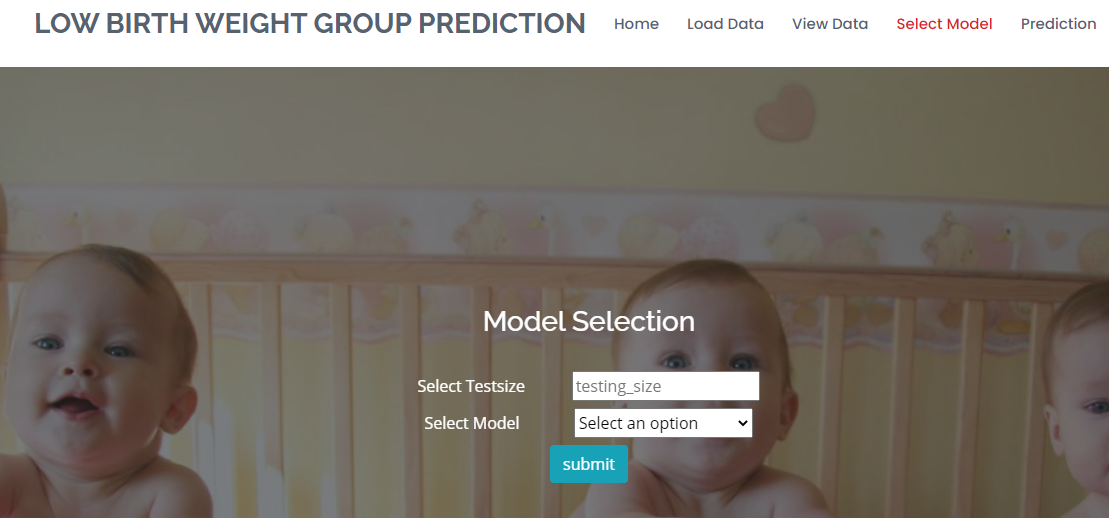 LOW BIRTH WEIGHT GROUP PREDICTION Home Load Data View Data Select Model Prediction
Model Selection
Select Testsize testing_size
Select Model Select an option
submit